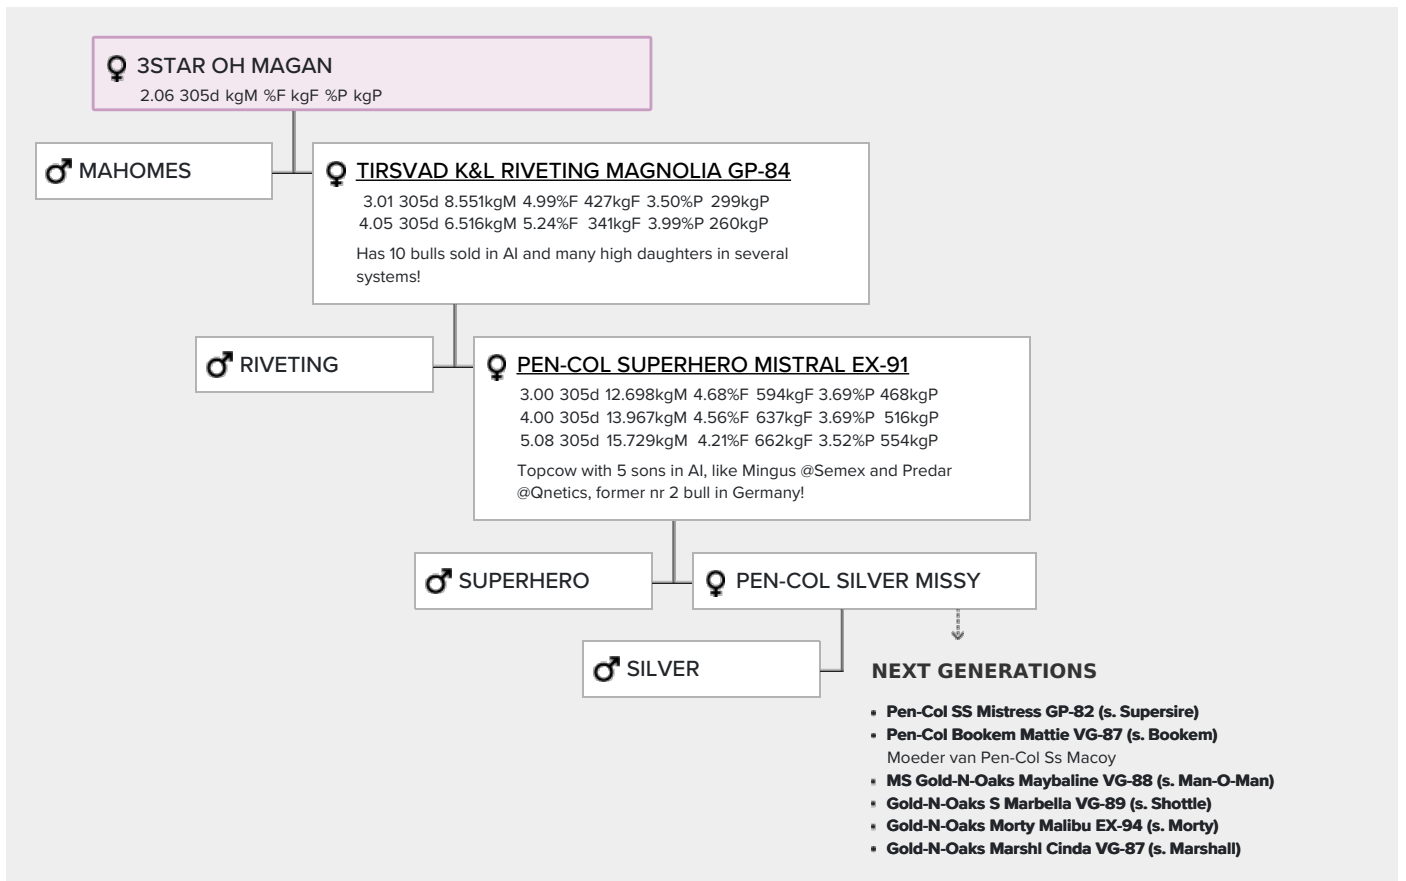 3STAR OH MAGAN
2.06 305d kgM %F kgF %P kgP
MAHOMES
TIRSVAD K&L RIVETING MAGNOLIA GP-84
3.01 305d 8.551kgM 4.99%F 427kgF 3.50%P 299kgP
4.05 305d 6.516kgM 5.24%F 341kgF 3.99%P 260kgP
Has 10 bulls sold in AI and many high daughters in several
systems!
RIVETING
PEN-COL SUPERHERO MISTRAL EX-91
3.00 305d 12.698kgM 4.68%F 594kgF 3.69%P 468kgP
4.00 305d 13.967kgM 4.56%F 637kgF 3.69%P 516kgP
5.08 305d 15.729kgM 4.21%F 662kgF 3.52%P 554kgP
Topcow with 5 sons in AI, like Mingus @Semex and Predar
@Qnetics, former nr 2 bull in Germany!
SUPERHERO
PEN-COL SILVER MISSY
SILVER
NEXT GENERATIONS
Pen-Col SS Mistress GP-82 (s. Supersire)
Pen-Col Bookem Mattie VG-87 (s. Bookem)
Moeder van Pen-Col Ss Macoy
MS Gold-N-Oaks Maybaline VG-88 (s. Man-O-Man)
Gold-N-Oaks S Marbella VG-89 (s. Shottle)
Gold-N-Oaks Morty Malibu EX-94 (s. Morty)
Gold-N-Oaks Marshl Cinda VG-87 (s. Marshall)